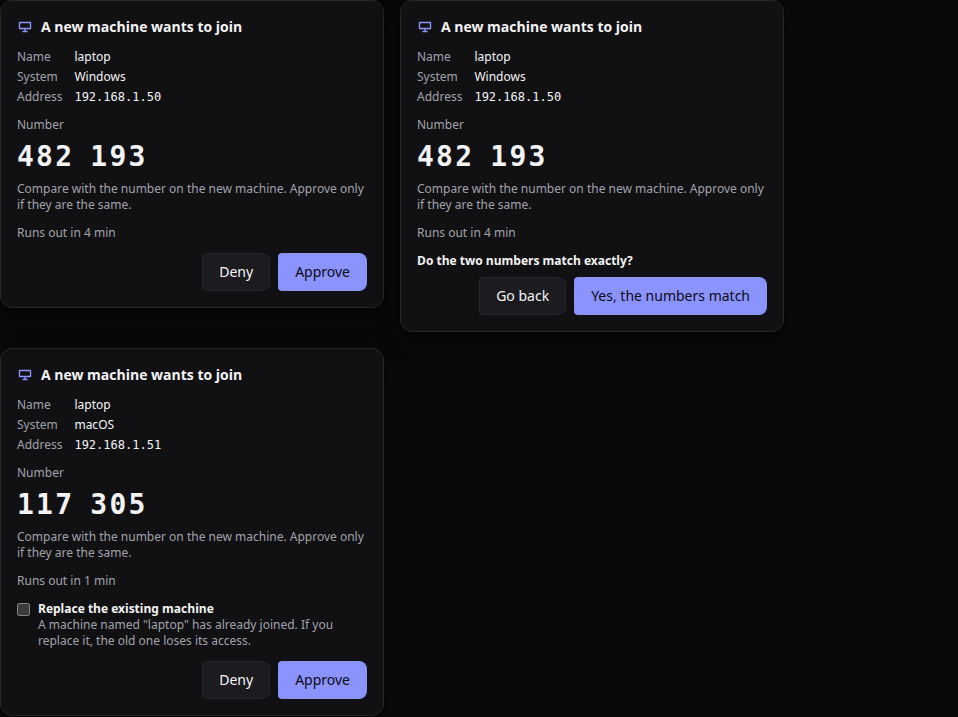 A new machine wants to join
Name laptop
System Windows
Address 192.168.1.50
Number
482 193
Compare with the number on the new machine. Approve only
if they are the same.
Runs out in 4 min
Deny Approve
A new machine wants to join
Name laptop
System Windows
Address 192.168.1.50
Number
482 193
Compare with the number on the new machine. Approve only
if they are the same.
Runs out in 4 min
Do the two numbers match exactly?
Go back Yes, the numbers match
A new machine wants to join
Name laptop
System macOS
Address 192.168.1.51
Number
117 305
Compare with the number on the new machine. Approve only
if they are the same.
Runs out in 1 min
Replace the existing machine
A machine named "laptop" has already joined. If you
replace it, the old one loses its access.
Deny Approve